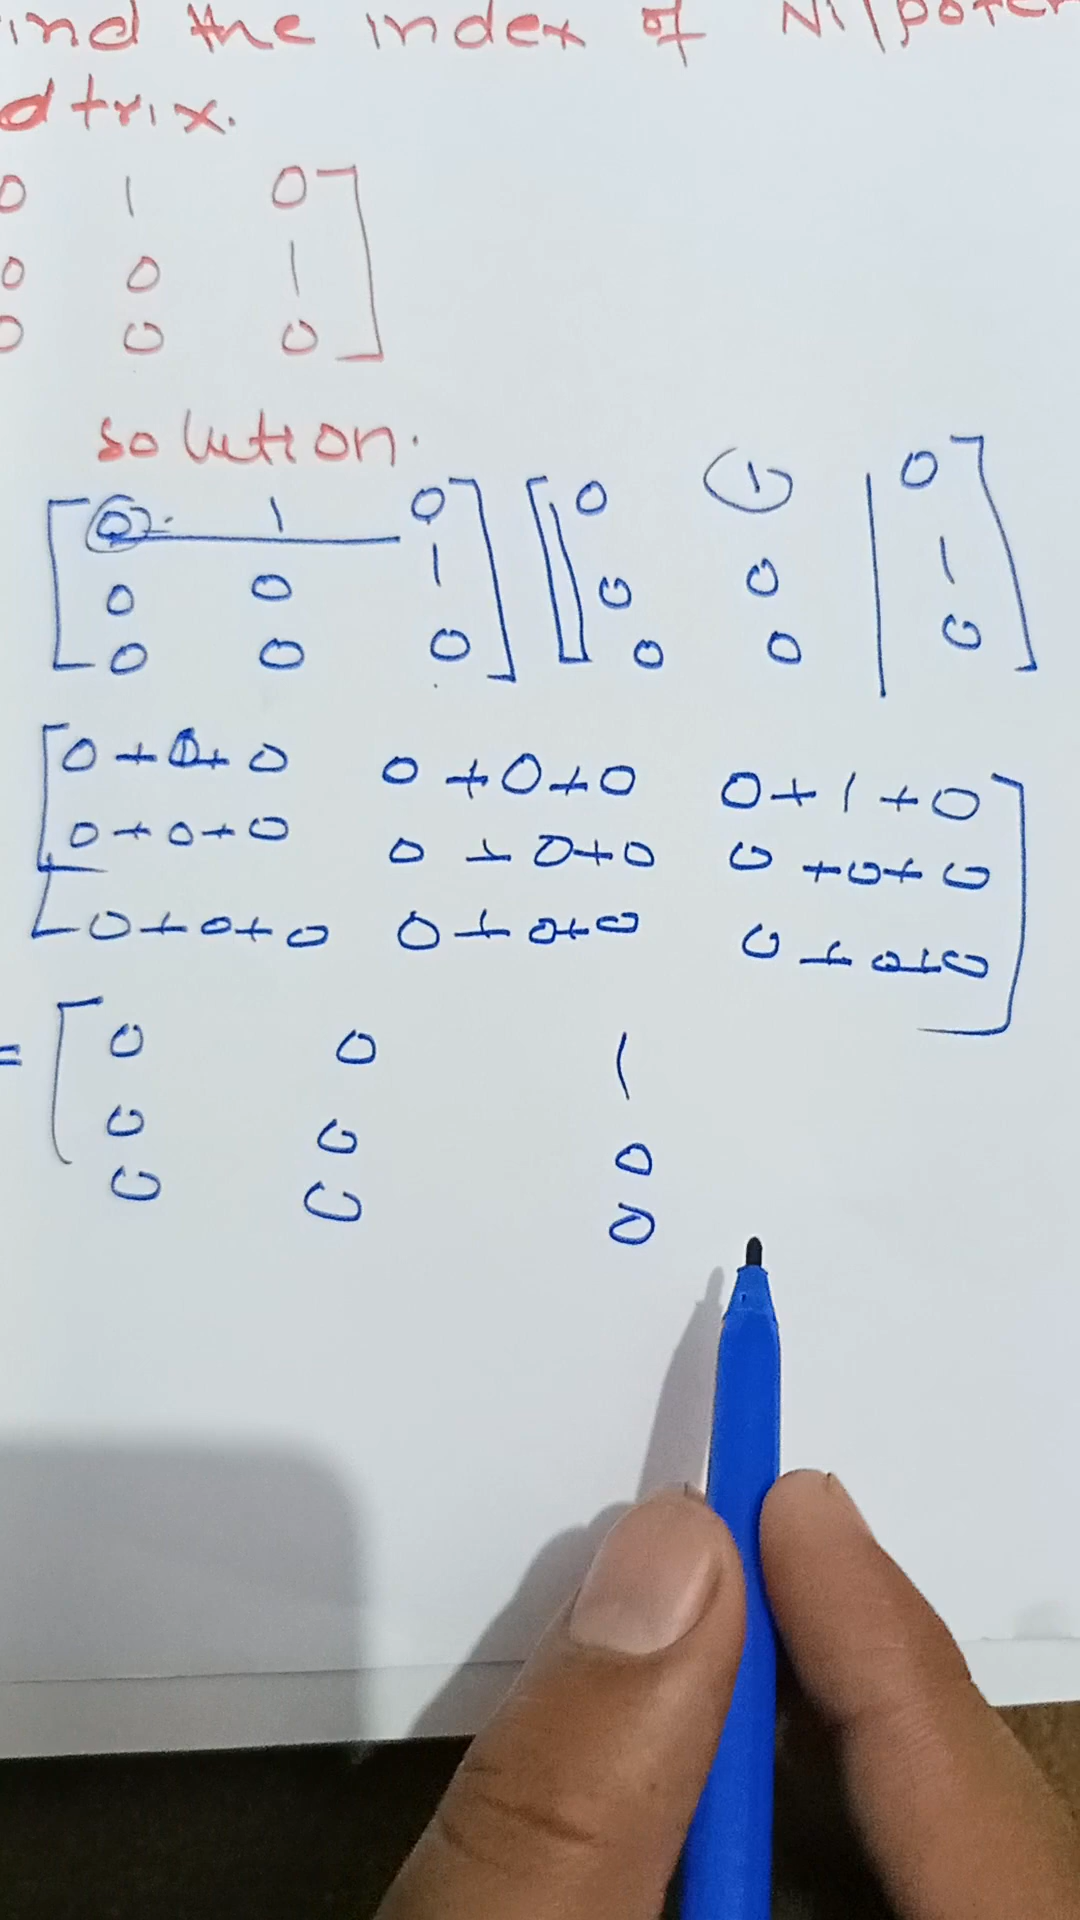 ind the index of Nilpoten
atrix.
0 1 0
0 0 1
0 0 0
solution.
0 1 0 0 1 0
0 0 1 0 0 1
0 0 0 0 0 0
0+0+0 0+0+0 0+1+0
0+0+0 0+0+0 0+0+0
0+0+0 0+0+0 0+0+0
= 0 0 1
0 0 0
0 0 0